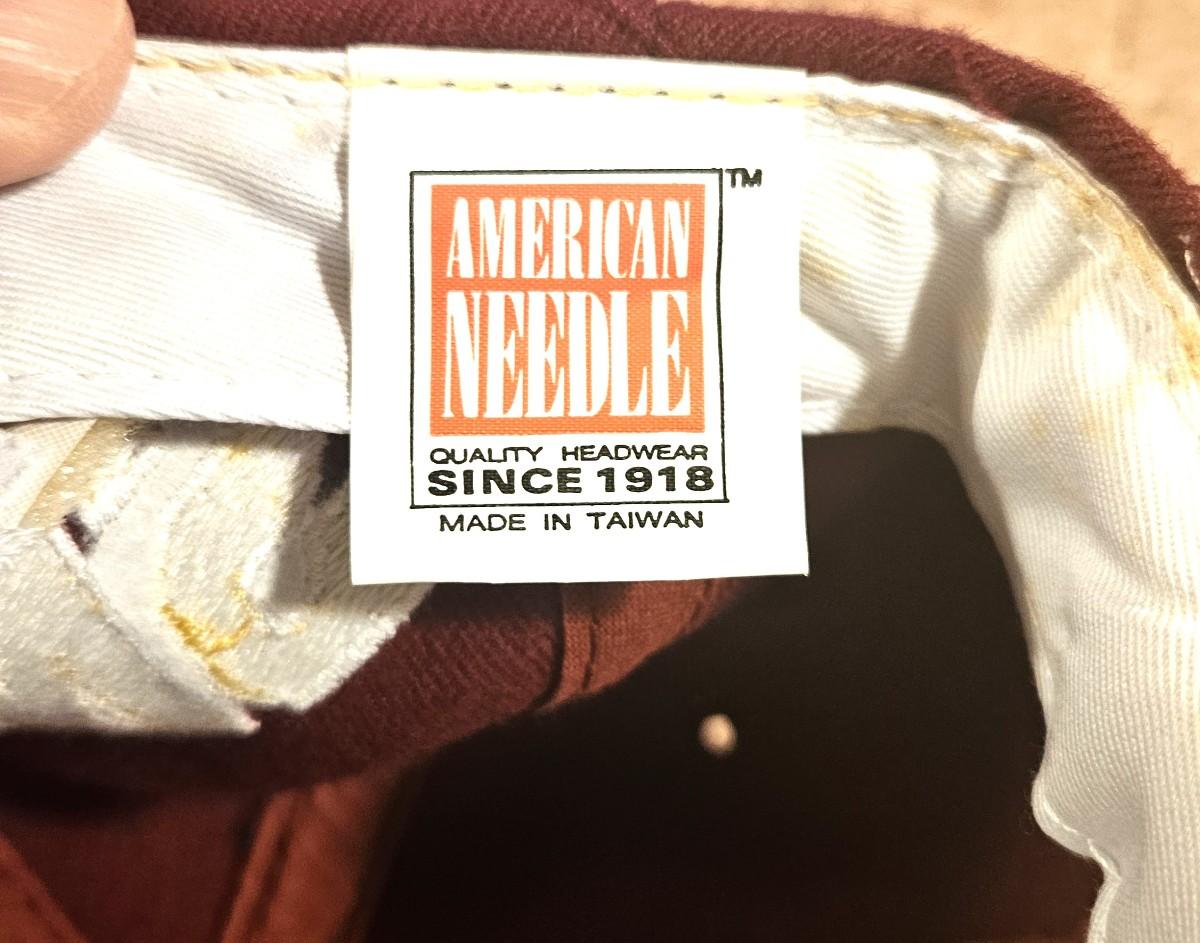 AMERICAN
NEEDLE
TM
QUALITY HEADWEAR
SINCE 1918
MADE IN TAIWAN